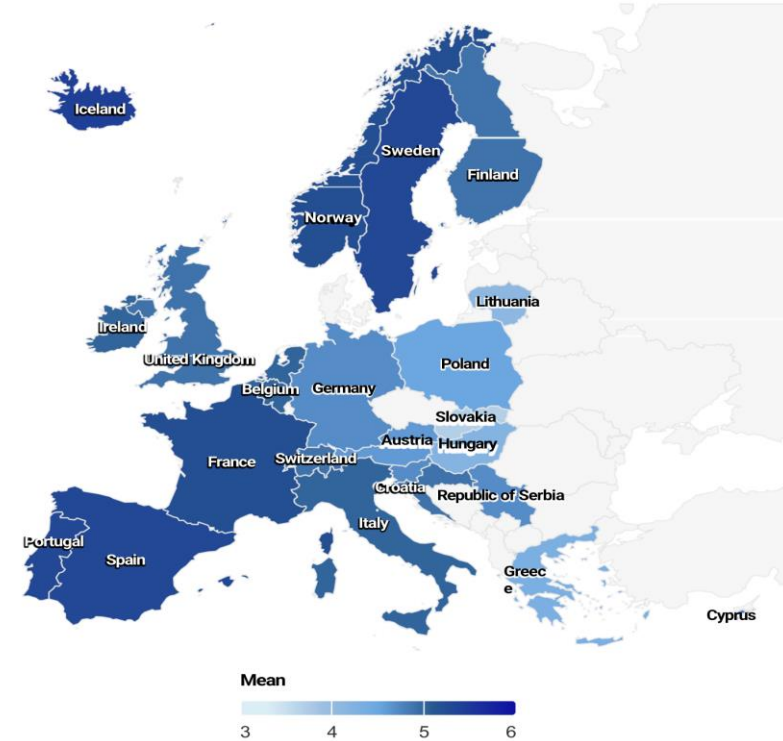 Iceland
Sweden
Finland
Norway
Lithuania
Ireland
United Kingdom
Poland
Belgium
Germany
Slovakia
Austria
Hungary
France
Switzerland
Croatia
Republic of Serbia
Italy
Portugal
Spain
Greec
e
Cyprus
Mean
3 4 5 6